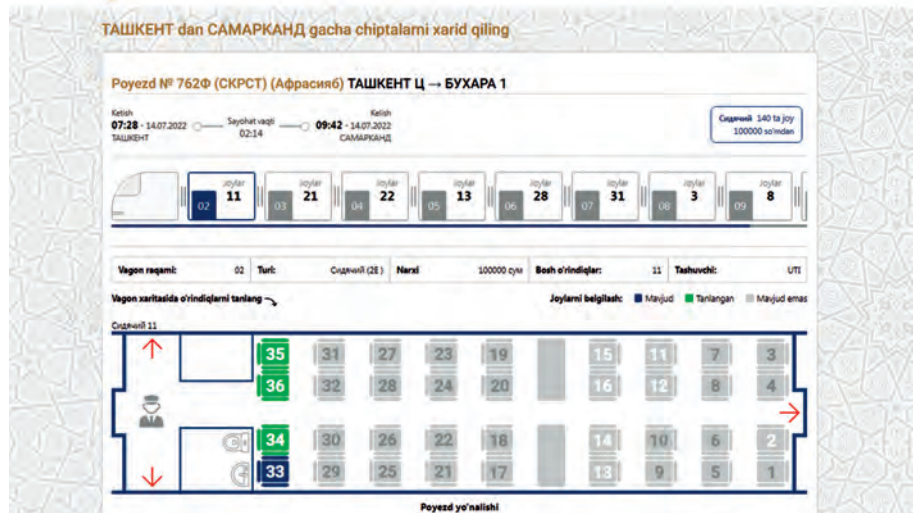 ТАШКЕНТ dan САМАРКАНД gacha chiptalarni xarid qiling
Poyezd № 762Ф (СКРСТ) (Афрасияб) ТАШКЕНТ Ц → БУХАРА 1
Ketish
07:28 - 14.07.2022
ТАШКЕНТ
Sayohat vaqti
02:14
Kelish
09:42 - 14.07.2022
САМАРКАНД
Сидячий 140 ta joy
100000 so'mdan
02 Joylar 11
03 Joylar 21
04 Joylar 22
05 Joylar 13
06 Joylar 28
07 Joylar 31
08 Joylar 3
09 Joylar 8
Vagon raqami: 02 Turi: Сидячий (2Е) Narxi 100000 сум Bosh o'rindiqlar: 11 Tashuvchi: UTI
Vagon xaritasida o'rindiqlarni tanlang
Joylarni belgilash: Mavjud Tanlangan Mavjud emas
Сидячий 11
35 31 27 23 19 15 11 7 3
36 32 28 24 20 16 12 8 4
34 30 26 22 18 14 10 6 2
33 29 25 21 17 13 9 5 1
Poyezd yo'nalishi